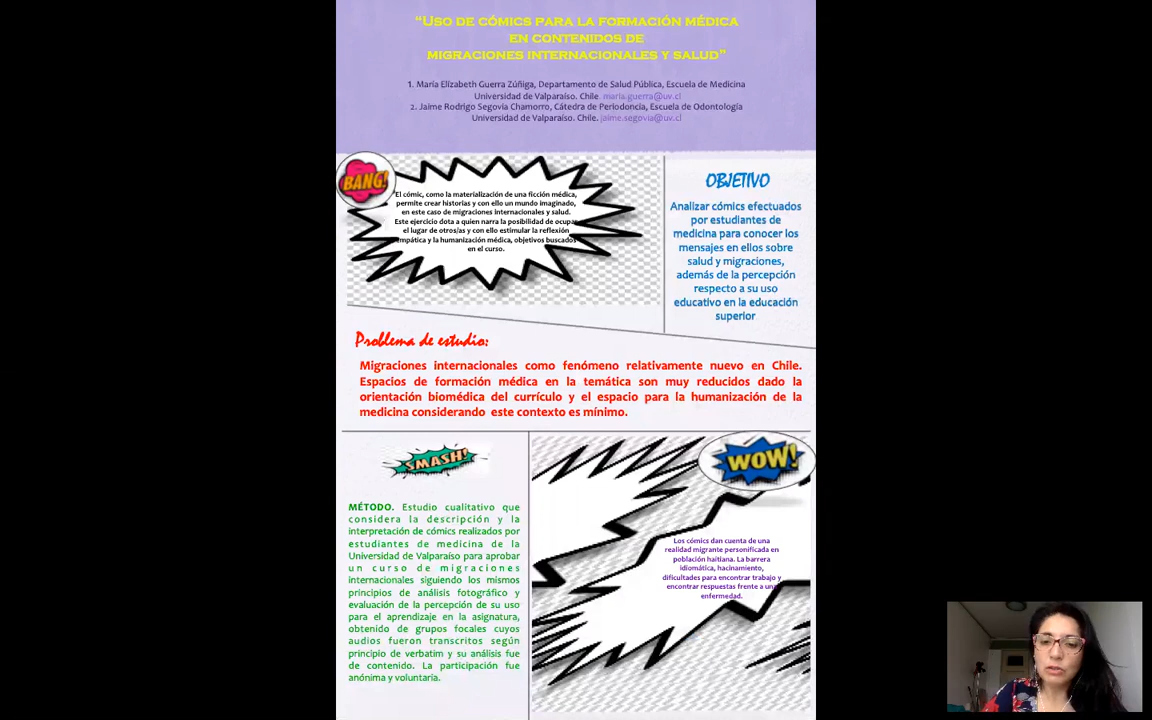 “USO DE CÓMICS PARA LA FORMACIÓN MÉDICA
EN CONTENIDOS DE
MIGRACIONES INTERNACIONALES Y SALUD”
1. María Elízabeth Guerra Zúñiga, Departamento de Salud Pública, Escuela de Medicina
Universidad de Valparaíso. Chile maria.guerra@uv.cl
2. Jaime Rodrigo Segovia Chamorro, Cátedra de Periodoncia, Escuela de Odontología
Universidad de Valparaíso. Chile. jaime.segovia@uv.cl
BANG!
El cómic, como la materialización de una ficción médica,
permite crear historias y con ello un mundo imaginado,
en este caso de migraciones internacionales y salud.
Este ejercicio dota a quien narra la posibilidad de ocupar
el lugar de otros/as y con ello estimular la reflexión
empática y la humanización médica, objetivos buscados
en el curso.
OBJETIVO
Analizar cómics efectuados
por estudiantes de
medicina para conocer los
mensajes en ellos sobre
salud y migraciones,
además de la percepción
respecto a su uso
educativo en la educación
superior
Problema de estudio:
Migraciones internacionales como fenómeno relativamente nuevo en Chile.
Espacios de formación médica en la temática son muy reducidos dado la
orientación biomédica del currículo y el espacio para la humanización de la
medicina considerando este contexto es mínimo.
SMASH!
MÉTODO. Estudio cualitativo que
considera la descripción y la
interpretación de cómics realizados por
estudiantes de medicina de la
Universidad de Valparaíso para aprobar
un curso de migraciones
internacionales siguiendo los mismos
principios de análisis fotográfico y
evaluación de la percepción de su uso
para el aprendizaje en la asignatura,
obtenido de grupos focales cuyos
audios fueron transcritos según
principio de verbatim y su análisis fue
de contenido. La participación fue
anónima y voluntaria.
WOW!
Los cómics dan cuenta de una
realidad migrante personificada en
población haitiana. La barrera
idiomática, hacinamiento,
dificultades para encontrar trabajo y
encontrar respuestas frente a una
enfermedad.